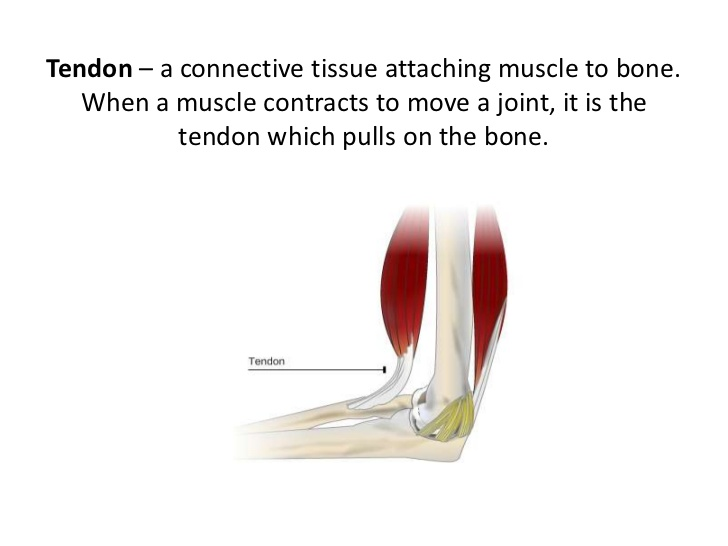 Tendon – a connective tissue attaching muscle to bone.
When a muscle contracts to move a joint, it is the
tendon which pulls on the bone.
Tendon